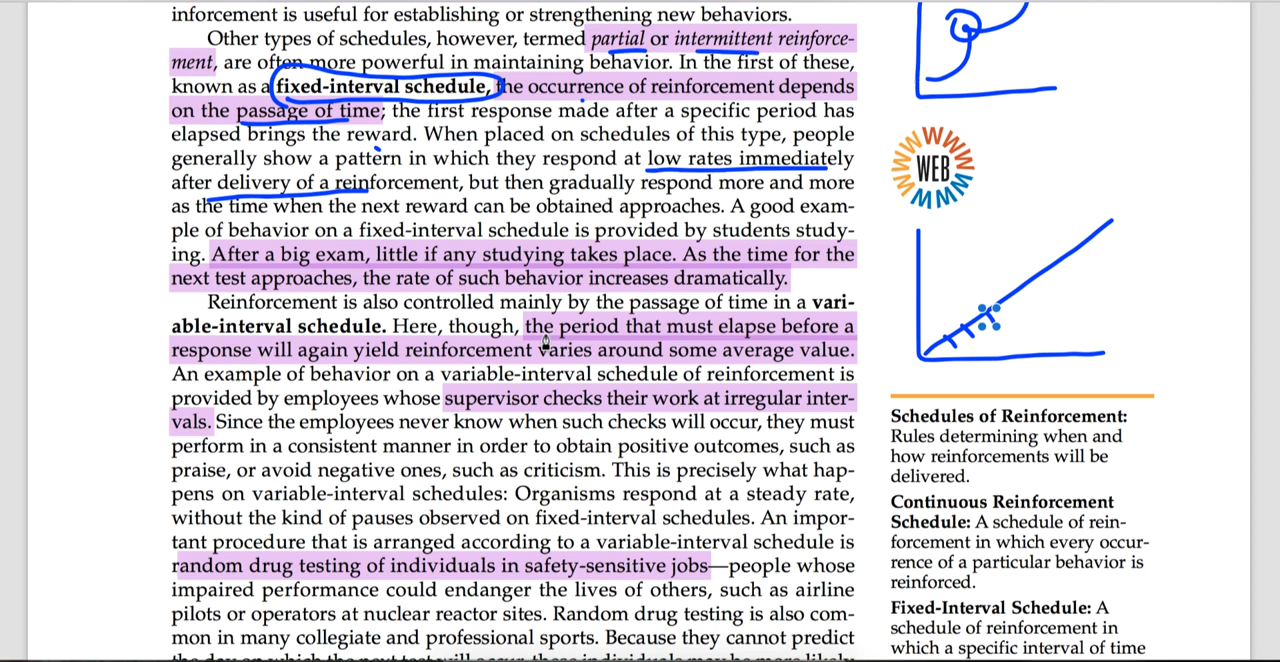 inforcement is useful for establishing or strengthening new behaviors.
Other types of schedules, however, termed partial or intermittent reinforce-
ment, are often more powerful in maintaining behavior. In the first of these,
known as a fixed-interval schedule, the occurrence of reinforcement depends
on the passage of time; the first response made after a specific period has
elapsed brings the reward. When placed on schedules of this type, people
generally show a pattern in which they respond at low rates immediately
after delivery of a reinforcement, but then gradually respond more and more
as the time when the next reward can be obtained approaches. A good exam-
ple of behavior on a fixed-interval schedule is provided by students study-
ing. After a big exam, little if any studying takes place. As the time for the
next test approaches, the rate of such behavior increases dramatically.
Reinforcement is also controlled mainly by the passage of time in a vari-
able-interval schedule. Here, though, the period that must elapse before a
response will again yield reinforcement varies around some average value.
An example of behavior on a variable-interval schedule of reinforcement is
provided by employees whose supervisor checks their work at irregular inter-
vals. Since the employees never know when such checks will occur, they must
perform in a consistent manner in order to obtain positive outcomes, such as
praise, or avoid negative ones, such as criticism. This is precisely what hap-
pens on variable-interval schedules: Organisms respond at a steady rate,
without the kind of pauses observed on fixed-interval schedules. An impor-
tant procedure that is arranged according to a variable-interval schedule is
random drug testing of individuals in safety-sensitive jobs—people whose
impaired performance could endanger the lives of others, such as airline
pilots or operators at nuclear reactor sites. Random drug testing is also com-
mon in many collegiate and professional sports. Because they cannot predict
WWWWWWWWW
WEB
Schedules of Reinforcement:
Rules determining when and
how reinforcements will be
delivered.
Continuous Reinforcement
Schedule: A schedule of rein-
forcement in which every occur-
rence of a particular behavior is
reinforced.
Fixed-Interval Schedule: A
schedule of reinforcement in
which a specific interval of time